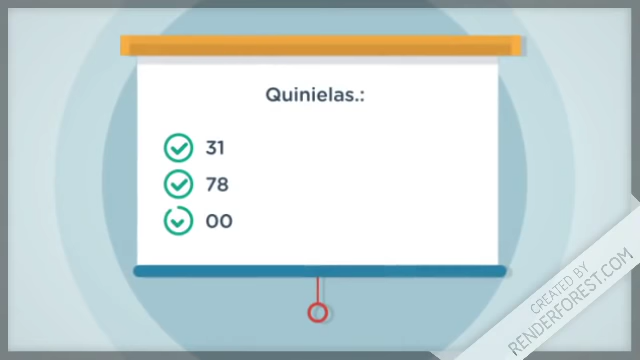 Quinielas.:
31
78
00
CREATED BY
RENDERFOREST.COM